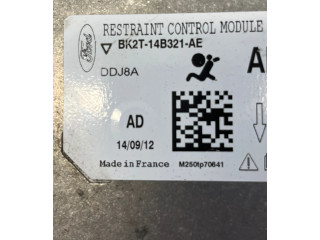 RESTRAINT CONTROL MODULE
Ford
BK2T-14B321-AE
DDJ8A
AD
14/09/12
Made in France
M250tp70641